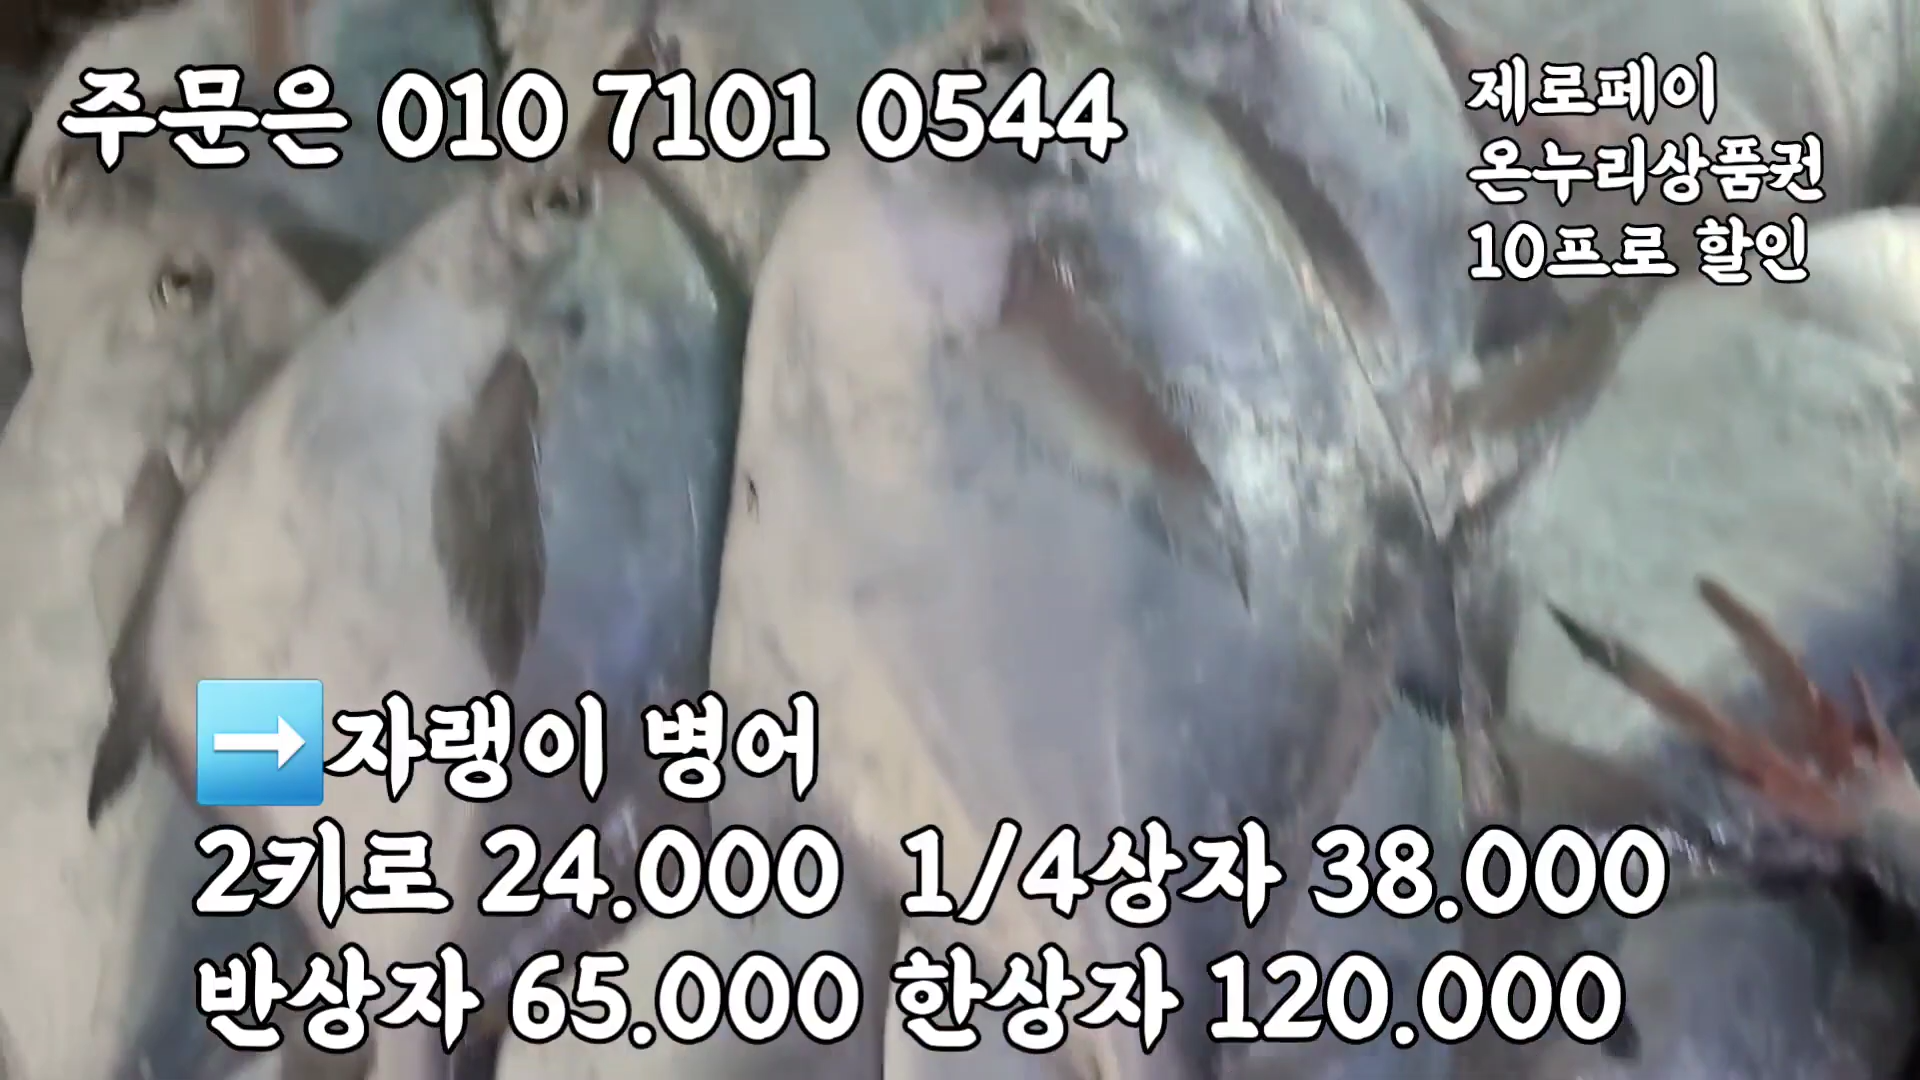 주문은 010 7101 0544
제로페이
온누리상품권
10프로 할인
➡자랭이 병어
2키로 24.000 1/4상자 38.000
반상자 65.000 한상자 120.000